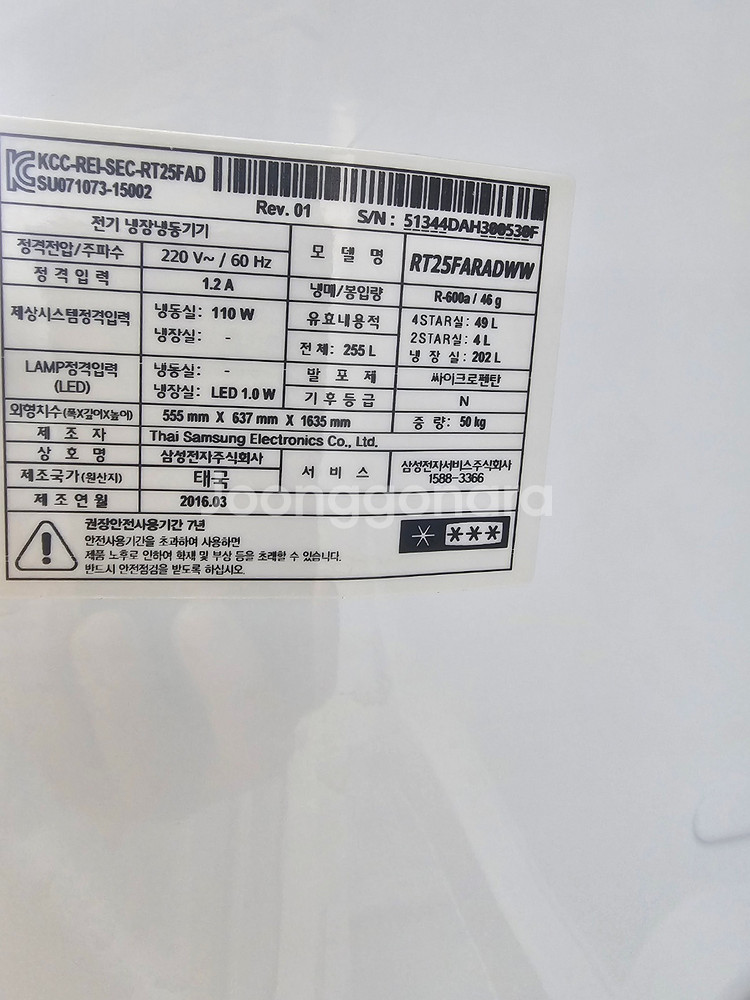 KCC-REI-SEC-RT25FAD
SU071073-15002
Rev. 01
S/N : 51344DAH300530F
전기 냉장냉동기기
모 델 명
RT25FARADWW
정격전압/주파수
220 V~ / 60 Hz
정 격 입 력
1.2 A
냉매/봉입량
R-600a / 46 g
제상시스템정격입력
냉동실: 110 W
냉장실: -
유효내용적
전 체: 255 L
4STAR실: 49 L
2STAR실: 4 L
냉 장 실: 202 L
LAMP정격입력
(LED)
냉동실: -
냉장실: LED 1.0 W
발 포 제
싸이크로펜탄
기 후 등 급
N
외형치수(폭X깊이X높이)
555 mm X 637 mm X 1635 mm
중 량: 50 kg
제 조 자
Thai Samsung Electronics Co., Ltd.
상 호 명
삼성전자주식회사
서 비 스
삼성전자서비스주식회사
1588-3366
제조국가(원산지)
태국
제 조 연 월
2016.03
권장안전사용기간 7년
안전사용기간을 초과하여 사용하면
제품 노후로 인하여 화재 및 부상 등을 초래할 수 있습니다.
반드시 안전점검을 받도록 하십시오.
joonggonara